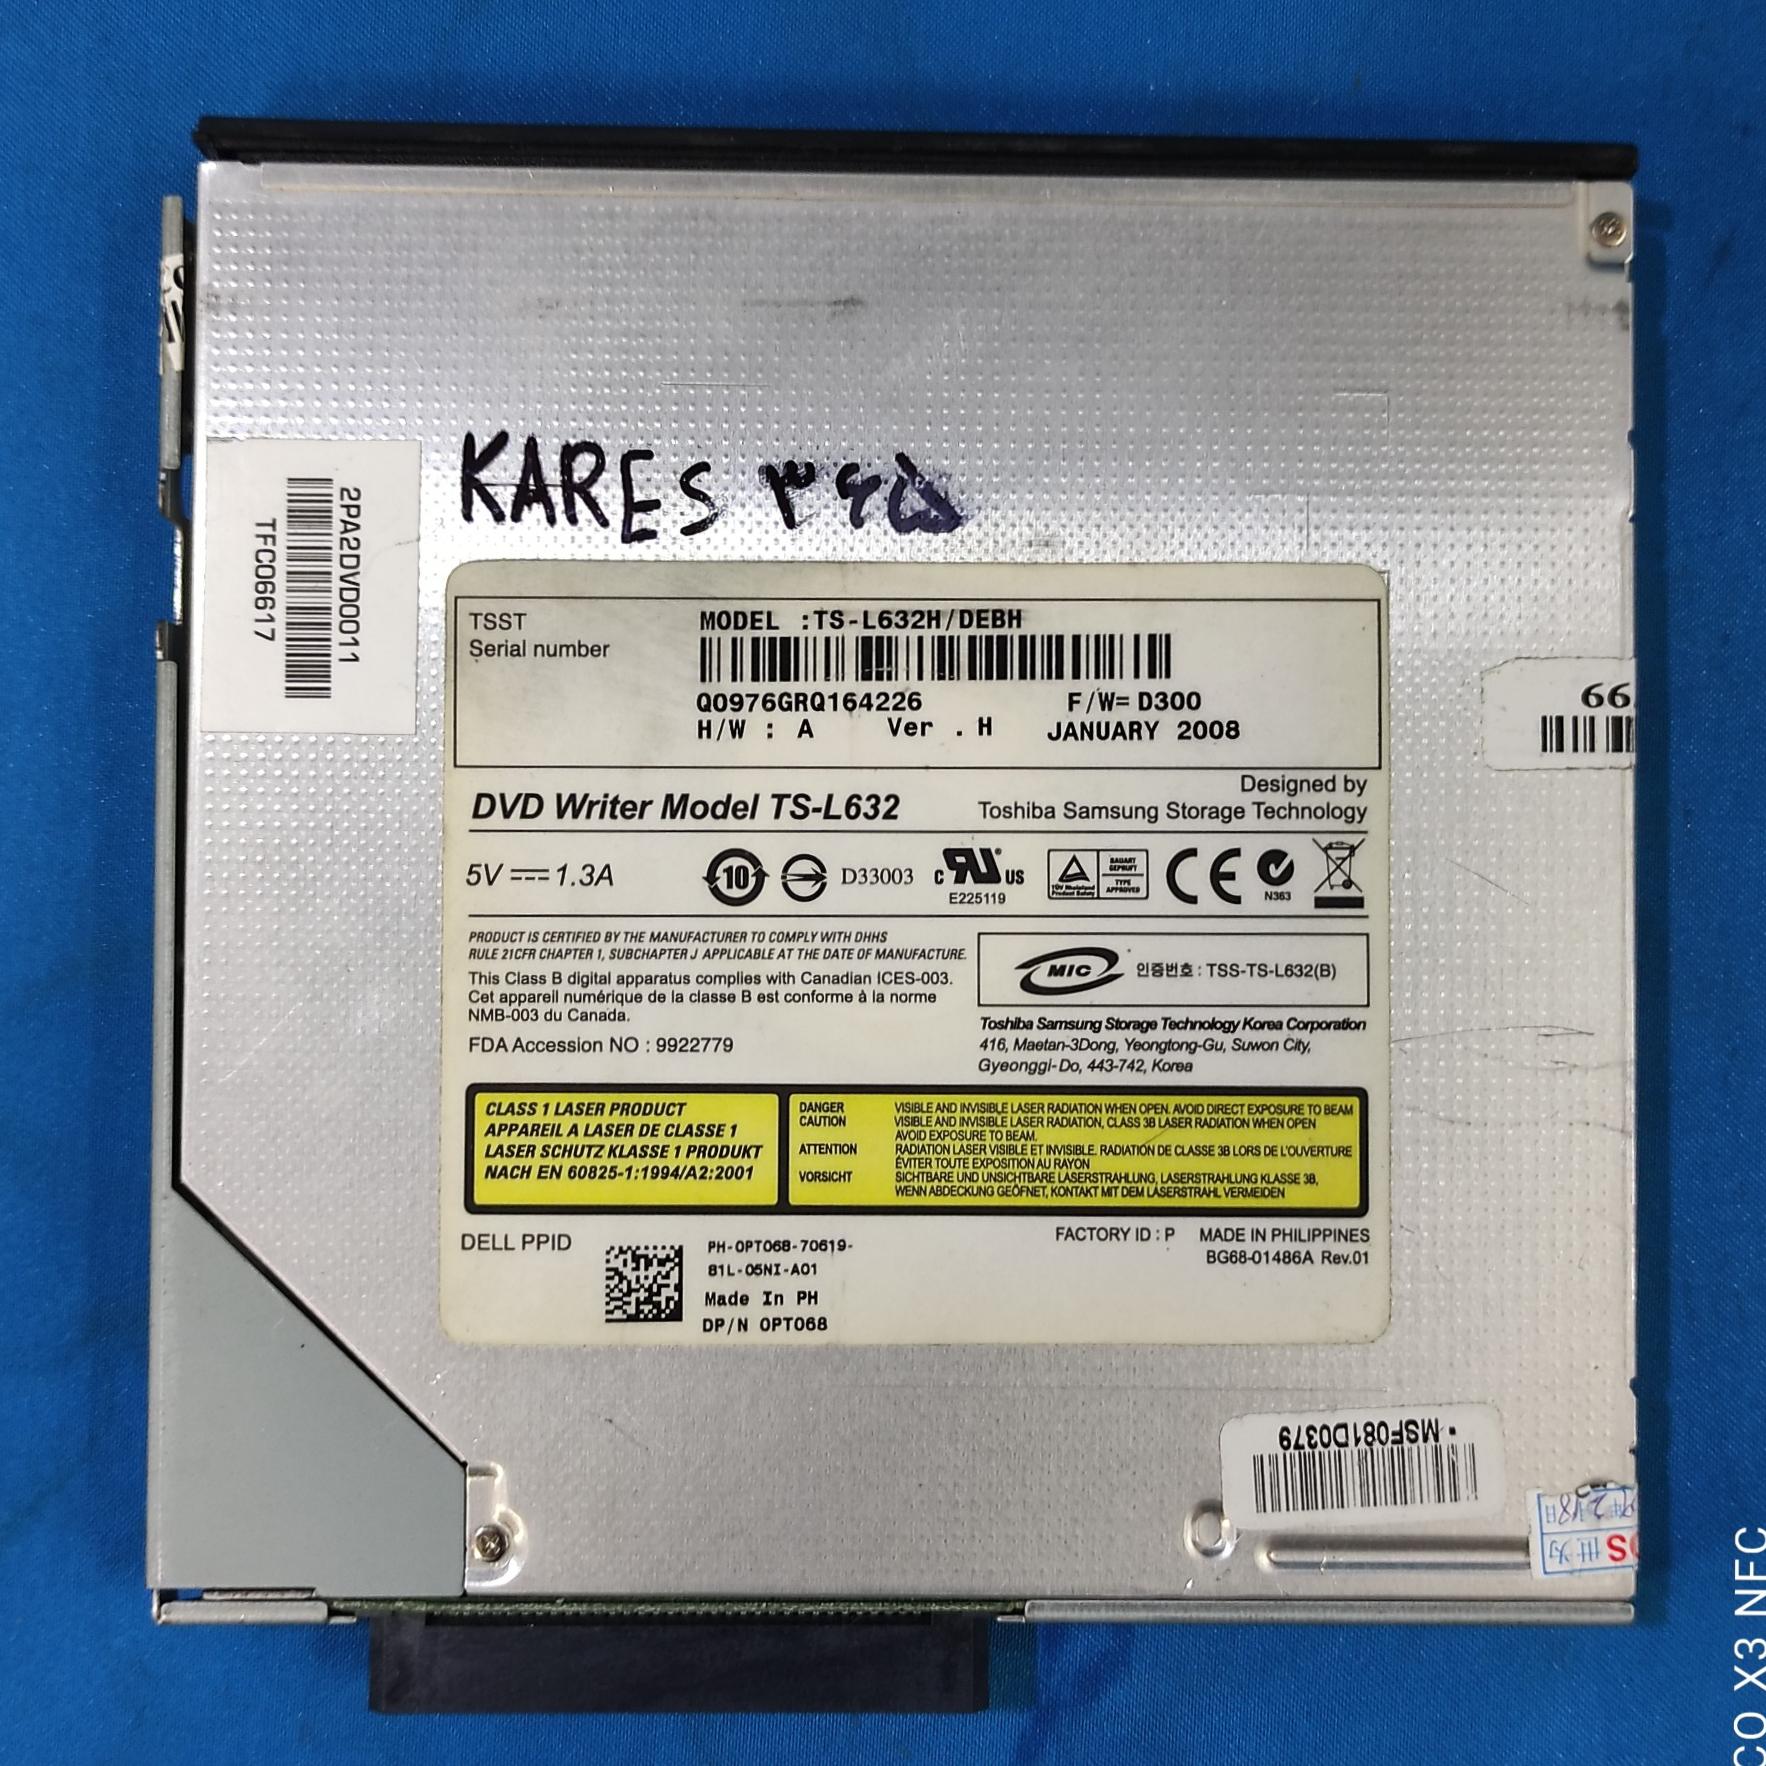 KARES ۳۴۵
2PA2DVD0011
TFC06617
TSST
Serial number
MODEL :TS-L632H/DEBH
Q0976GRQ164226 F/W= D300
H/W : A Ver . H JANUARY 2008
66
DVD Writer Model TS-L632
Designed by
Toshiba Samsung Storage Technology
5V ⎓ 1.3A
10
D33003
c RU US
E225119
TÜV Rheinland
Product Safety
BAUART
GEPRÜFT
TYPE
APPROVED
CE
N363
PRODUCT IS CERTIFIED BY THE MANUFACTURER TO COMPLY WITH DHHS
RULE 21CFR CHAPTER 1, SUBCHAPTER J APPLICABLE AT THE DATE OF MANUFACTURE.
This Class B digital apparatus complies with Canadian ICES-003.
Cet appareil numérique de la classe B est conforme à la norme
NMB-003 du Canada.
FDA Accession NO : 9922779
MIC 인증번호 : TSS-TS-L632(B)
Toshiba Samsung Storage Technology Korea Corporation
416, Maetan-3Dong, Yeongtong-Gu, Suwon City,
Gyeonggi-Do, 443-742, Korea
CLASS 1 LASER PRODUCT
APPAREIL A LASER DE CLASSE 1
LASER SCHUTZ KLASSE 1 PRODUKT
NACH EN 60825-1:1994/A2:2001
DANGER VISIBLE AND INVISIBLE LASER RADIATION WHEN OPEN. AVOID DIRECT EXPOSURE TO BEAM
CAUTION VISIBLE AND INVISIBLE LASER RADIATION, CLASS 3B LASER RADIATION WHEN OPEN
AVOID EXPOSURE TO BEAM.
ATTENTION RADIATION LASER VISIBLE ET INVISIBLE. RADIATION DE CLASSE 3B LORS DE L'OUVERTURE
ÉVITER TOUTE EXPOSITION AU RAYON
VORSICHT SICHTBARE UND UNSICHTBARE LASERSTRAHLUNG, LASERSTRAHLUNG KLASSE 3B,
WENN ABDECKUNG GEÖFNET, KONTAKT MIT DEM LASERSTRAHL VERMEIDEN
DELL PPID
PH-0PT068-70619-
81L-05NI-A01
Made In PH
DP/N 0PT068
FACTORY ID : P MADE IN PHILIPPINES
BG68-01486A Rev.01
• MSF081D0379
CO X3 NFC